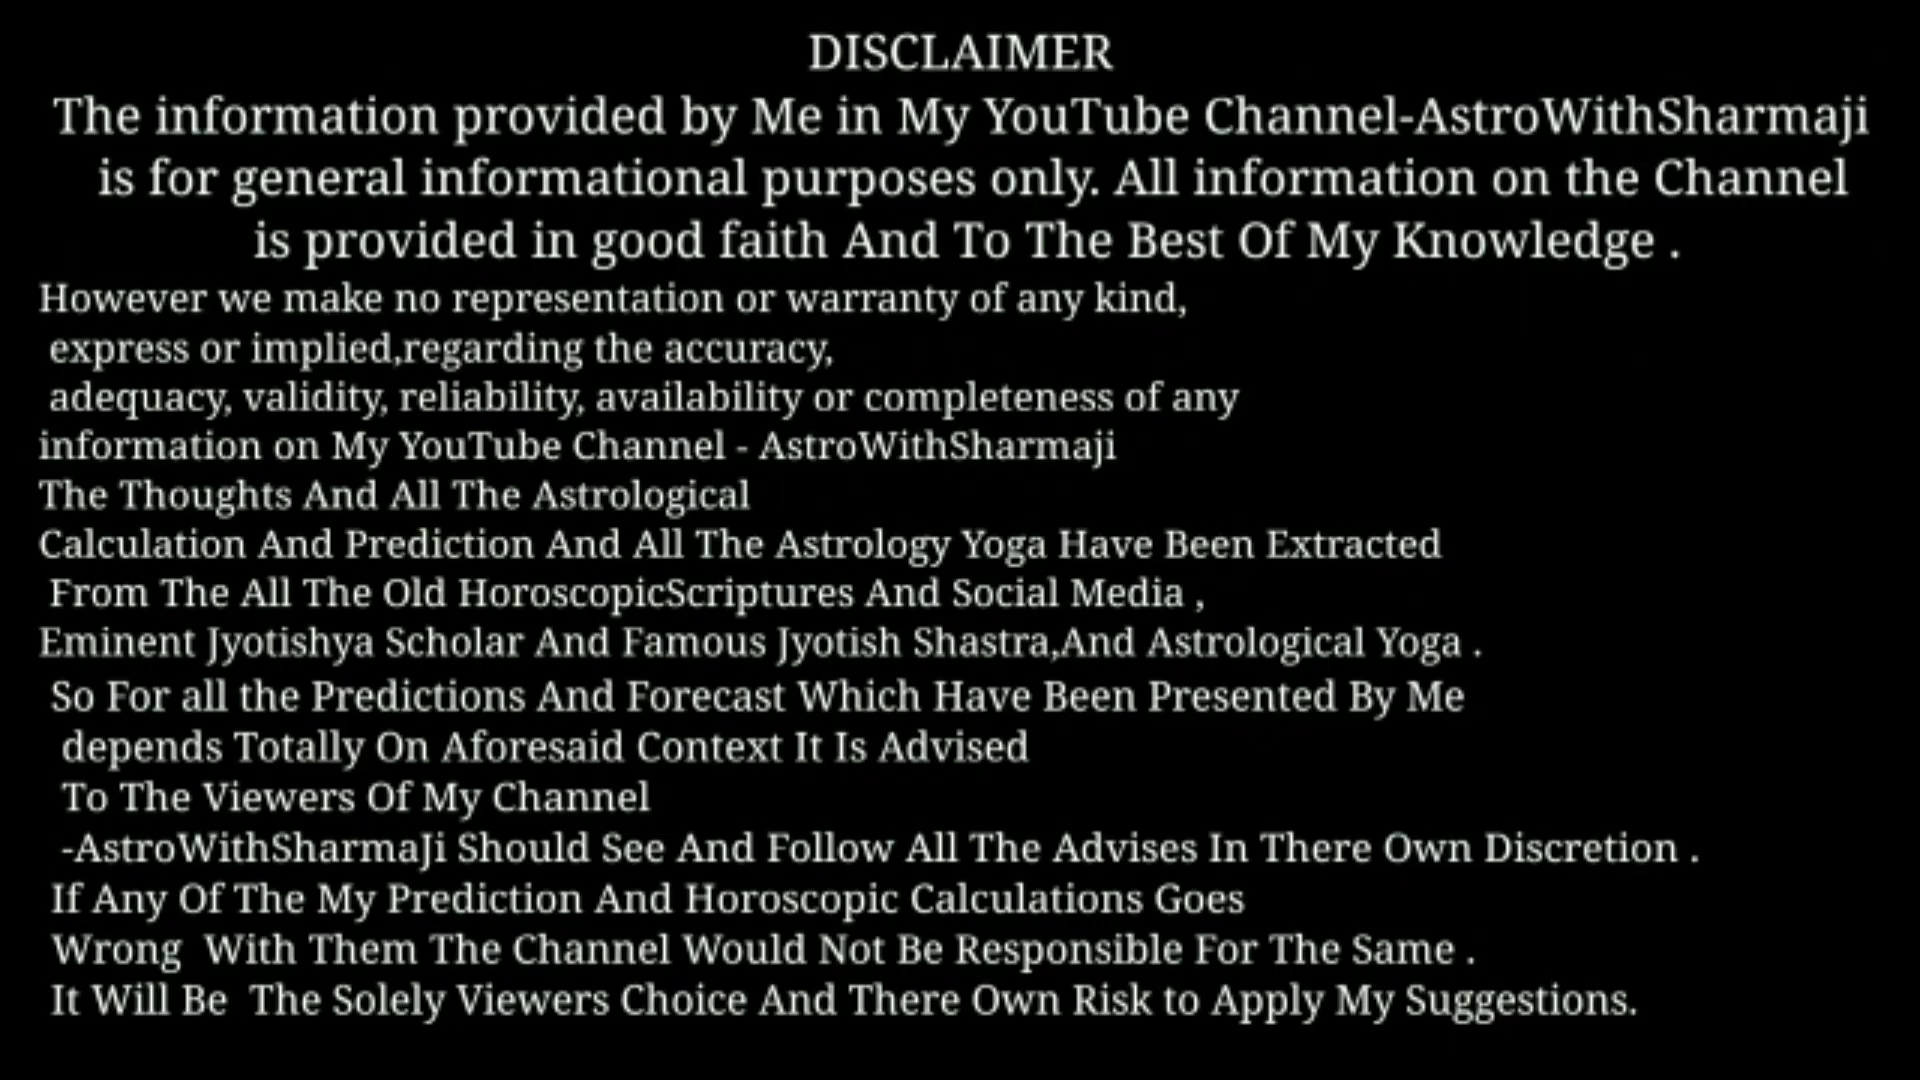 DISCLAIMER
The information provided by Me in My YouTube Channel-AstroWithSharmaji
is for general informational purposes only. All information on the Channel
is provided in good faith And To The Best Of My Knowledge .
However we make no representation or warranty of any kind,
express or implied,regarding the accuracy,
adequacy, validity, reliability, availability or completeness of any
information on My YouTube Channel - AstroWithSharmaji
The Thoughts And All The Astrological
Calculation And Prediction And All The Astrology Yoga Have Been Extracted
From The All The Old HoroscopicScriptures And Social Media ,
Eminent Jyotishya Scholar And Famous Jyotish Shastra,And Astrological Yoga .
So For all the Predictions And Forecast Which Have Been Presented By Me
depends Totally On Aforesaid Context It Is Advised
To The Viewers Of My Channel
-AstroWithSharmaJi Should See And Follow All The Advises In There Own Discretion .
If Any Of The My Prediction And Horoscopic Calculations Goes
Wrong  With Them The Channel Would Not Be Responsible For The Same .
It Will Be  The Solely Viewers Choice And There Own Risk to Apply My Suggestions.